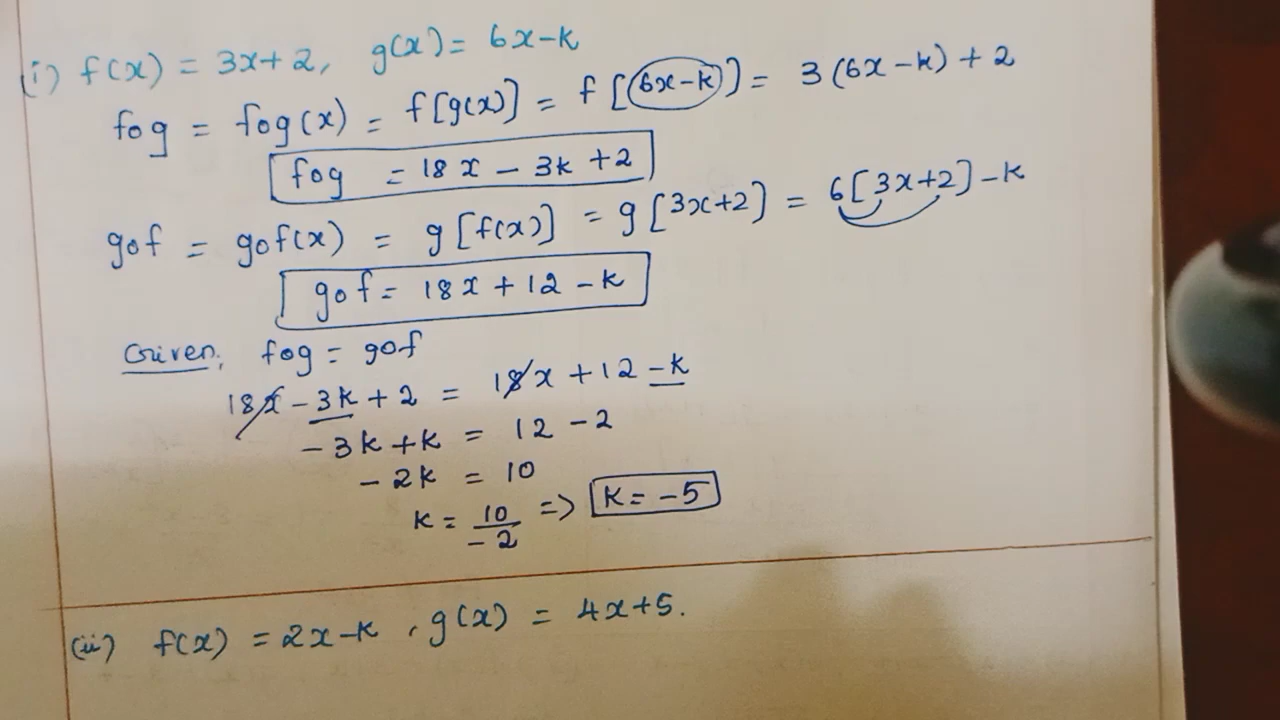 (i) f(x) = 3x+2, g(x) = 6x-k
fog = fog(x) = f[g(x)] = f[(6x-k)] = 3(6x-k)+2
fog = 18x - 3k + 2
gof = gof(x) = g[f(x)] = g[3x+2] = 6[3x+2]-k
gof = 18x + 12 - k
Given, fog = gof
18x - 3k + 2 = 18x + 12 - k
-3k + k = 12 - 2
-2k = 10
k = 10/-2 => k = -5
(ii) f(x) = 2x-k, g(x) = 4x+5.